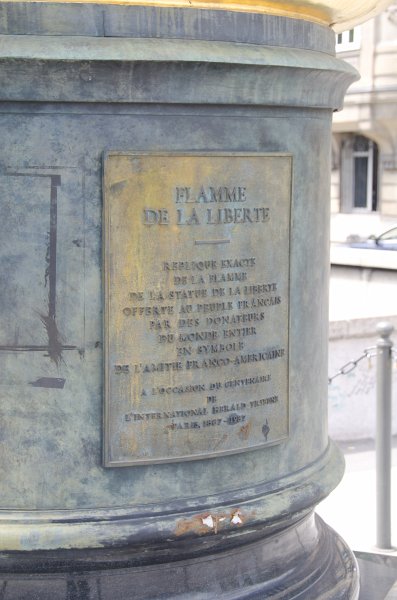 FLAMME
DE LA LIBERTE
REPLIQUE EXACTE
DE LA FLAMME
DE LA STATUE DE LA LIBERTE
OFFERTE AU PEUPLE FRANCAIS
PAR DES DONATEURS
DU MONDE ENTIER
EN SYMBOLE
DE L'AMITIE FRANCO-AMERICAINE
A L'OCCASION DU CENTENAIRE
DE
L'INTERNATIONAL HERALD TRIBUNE
PARIS, 1887-1987